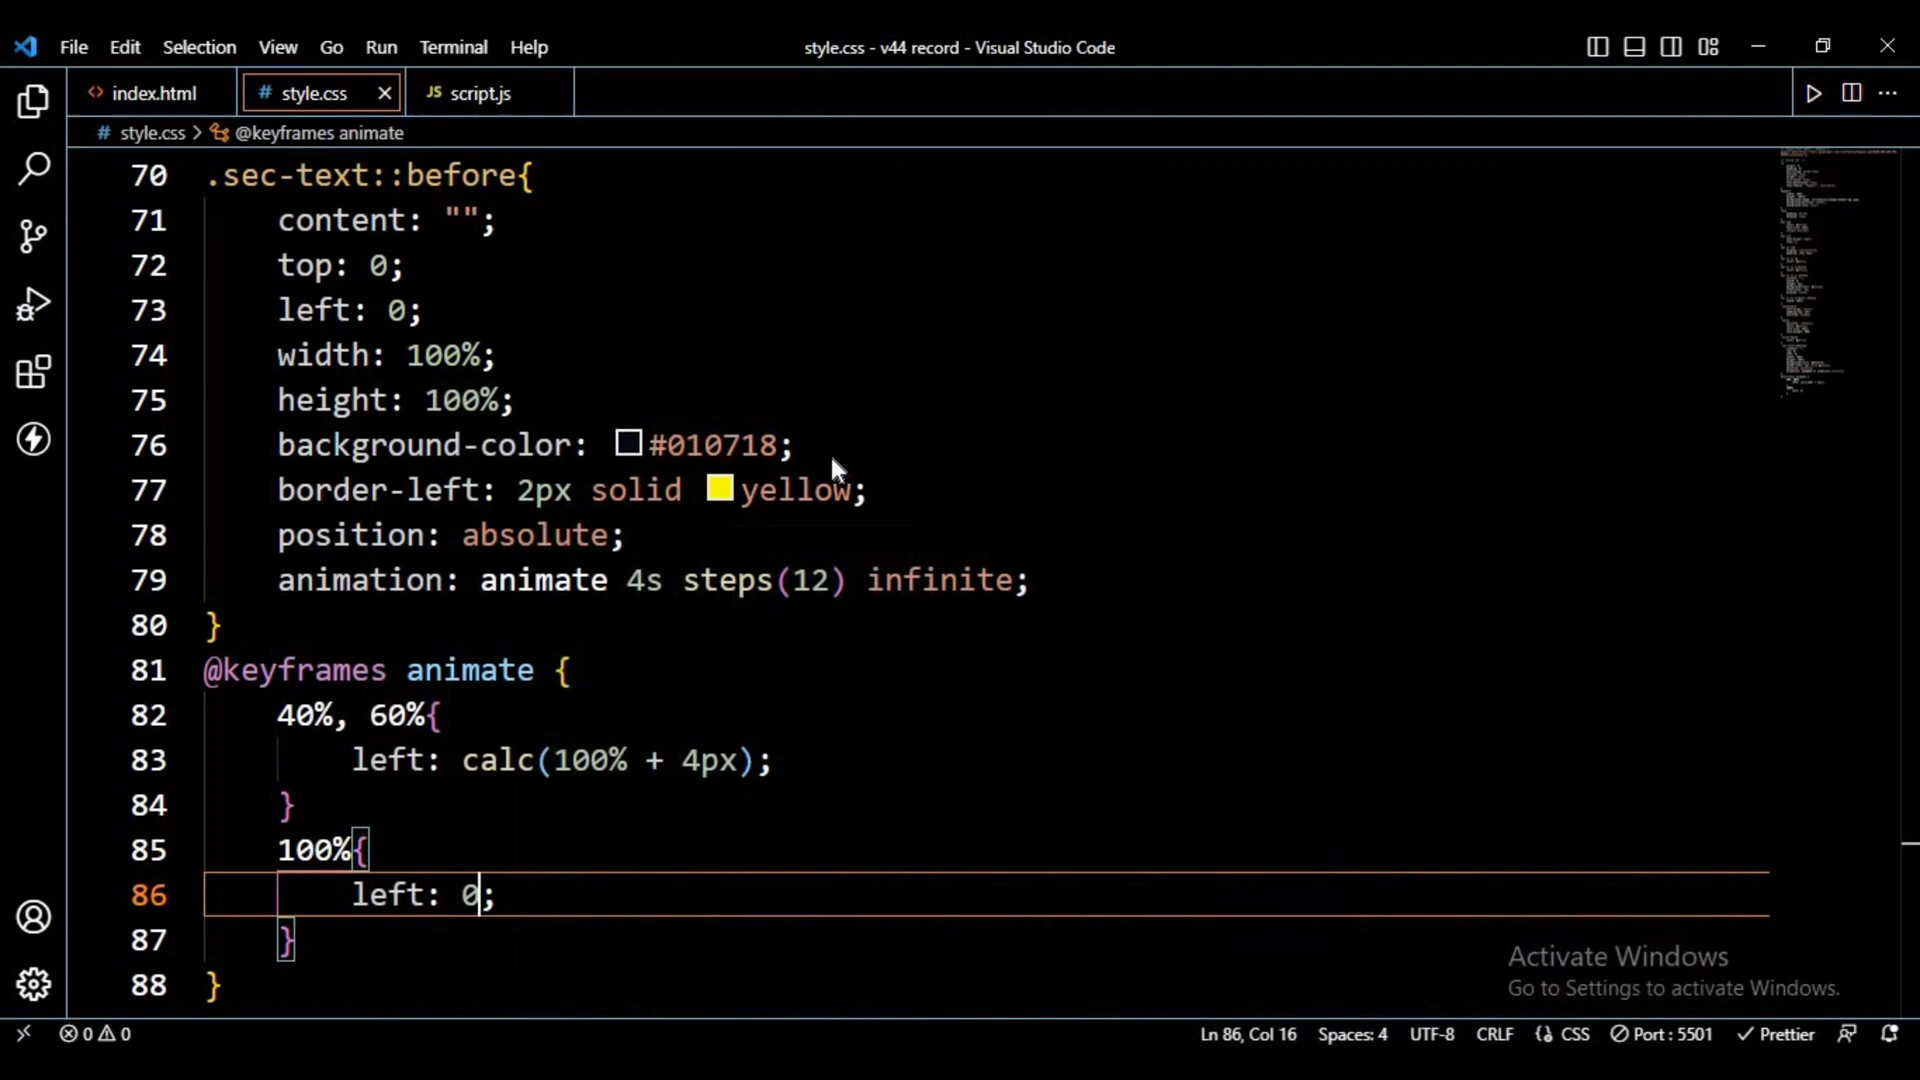 File Edit Selection View Go Run Terminal Help style.css - v44 record - Visual Studio Code
<> index.html # style.css × JS script.js
# style.css > @keyframes animate
70 .sec-text::before{
71 content: "";
72 top: 0;
73 left: 0;
74 width: 100%;
75 height: 100%;
76 background-color: #010718;
77 border-left: 2px solid yellow;
78 position: absolute;
79 animation: animate 4s steps(12) infinite;
80 }
81 @keyframes animate {
82 40%, 60%{
83 left: calc(100% + 4px);
84 }
85 100%{
86 left: 0;
87 }
88 }
Activate Windows
Go to Settings to activate Windows.
0 0 Ln 86, Col 16 Spaces: 4 UTF-8 CRLF CSS Port : 5501 Prettier